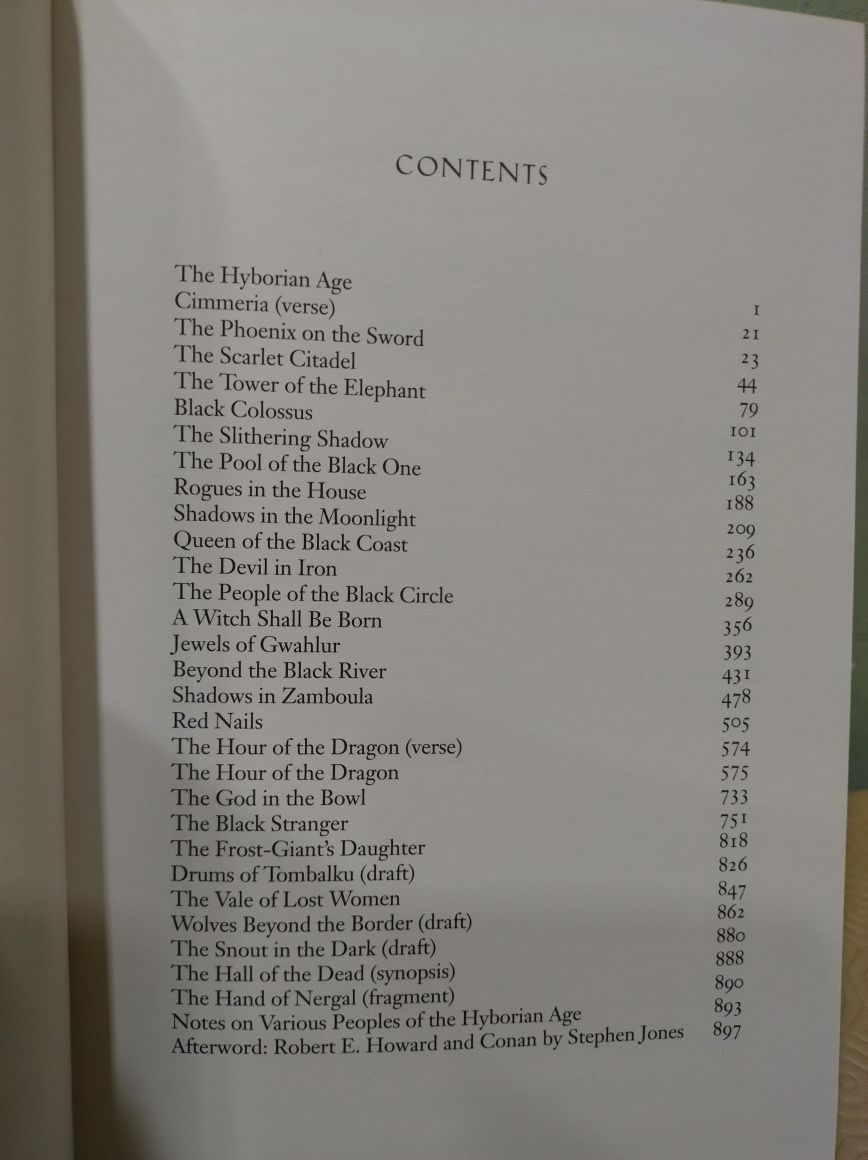 CONTENTS
The Hyborian Age 1
Cimmeria (verse) 21
The Phoenix on the Sword 23
The Scarlet Citadel 44
The Tower of the Elephant 79
Black Colossus 101
The Slithering Shadow 134
The Pool of the Black One 163
Rogues in the House 188
Shadows in the Moonlight 209
Queen of the Black Coast 236
The Devil in Iron 262
The People of the Black Circle 289
A Witch Shall Be Born 356
Jewels of Gwahlur 393
Beyond the Black River 431
Shadows in Zamboula 478
Red Nails 505
The Hour of the Dragon (verse) 574
The Hour of the Dragon 575
The God in the Bowl 733
The Black Stranger 751
The Frost-Giant's Daughter 818
Drums of Tombalku (draft) 826
The Vale of Lost Women 847
Wolves Beyond the Border (draft) 862
The Snout in the Dark (draft) 880
The Hall of the Dead (synopsis) 888
The Hand of Nergal (fragment) 890
Notes on Various Peoples of the Hyborian Age 893
Afterword: Robert E. Howard and Conan by Stephen Jones 897